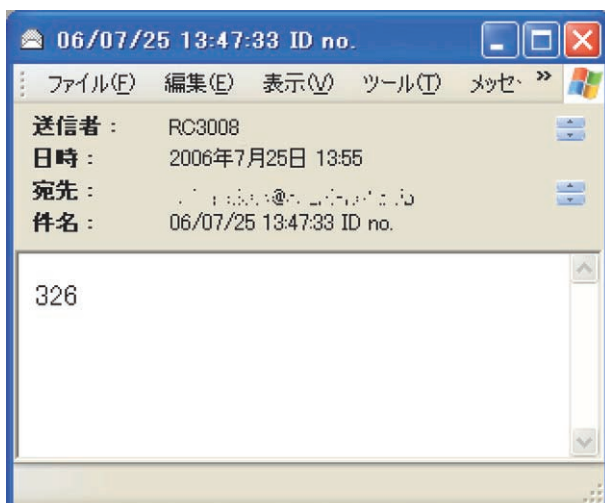 06/07/25 13:47:33 ID no.
ファイル(F) 編集(E) 表示(V) ツール(T) メッセ »
送信者： RC3008
日時： 2006年7月25日 13:55
宛先：
件名： 06/07/25 13:47:33 ID no.
326